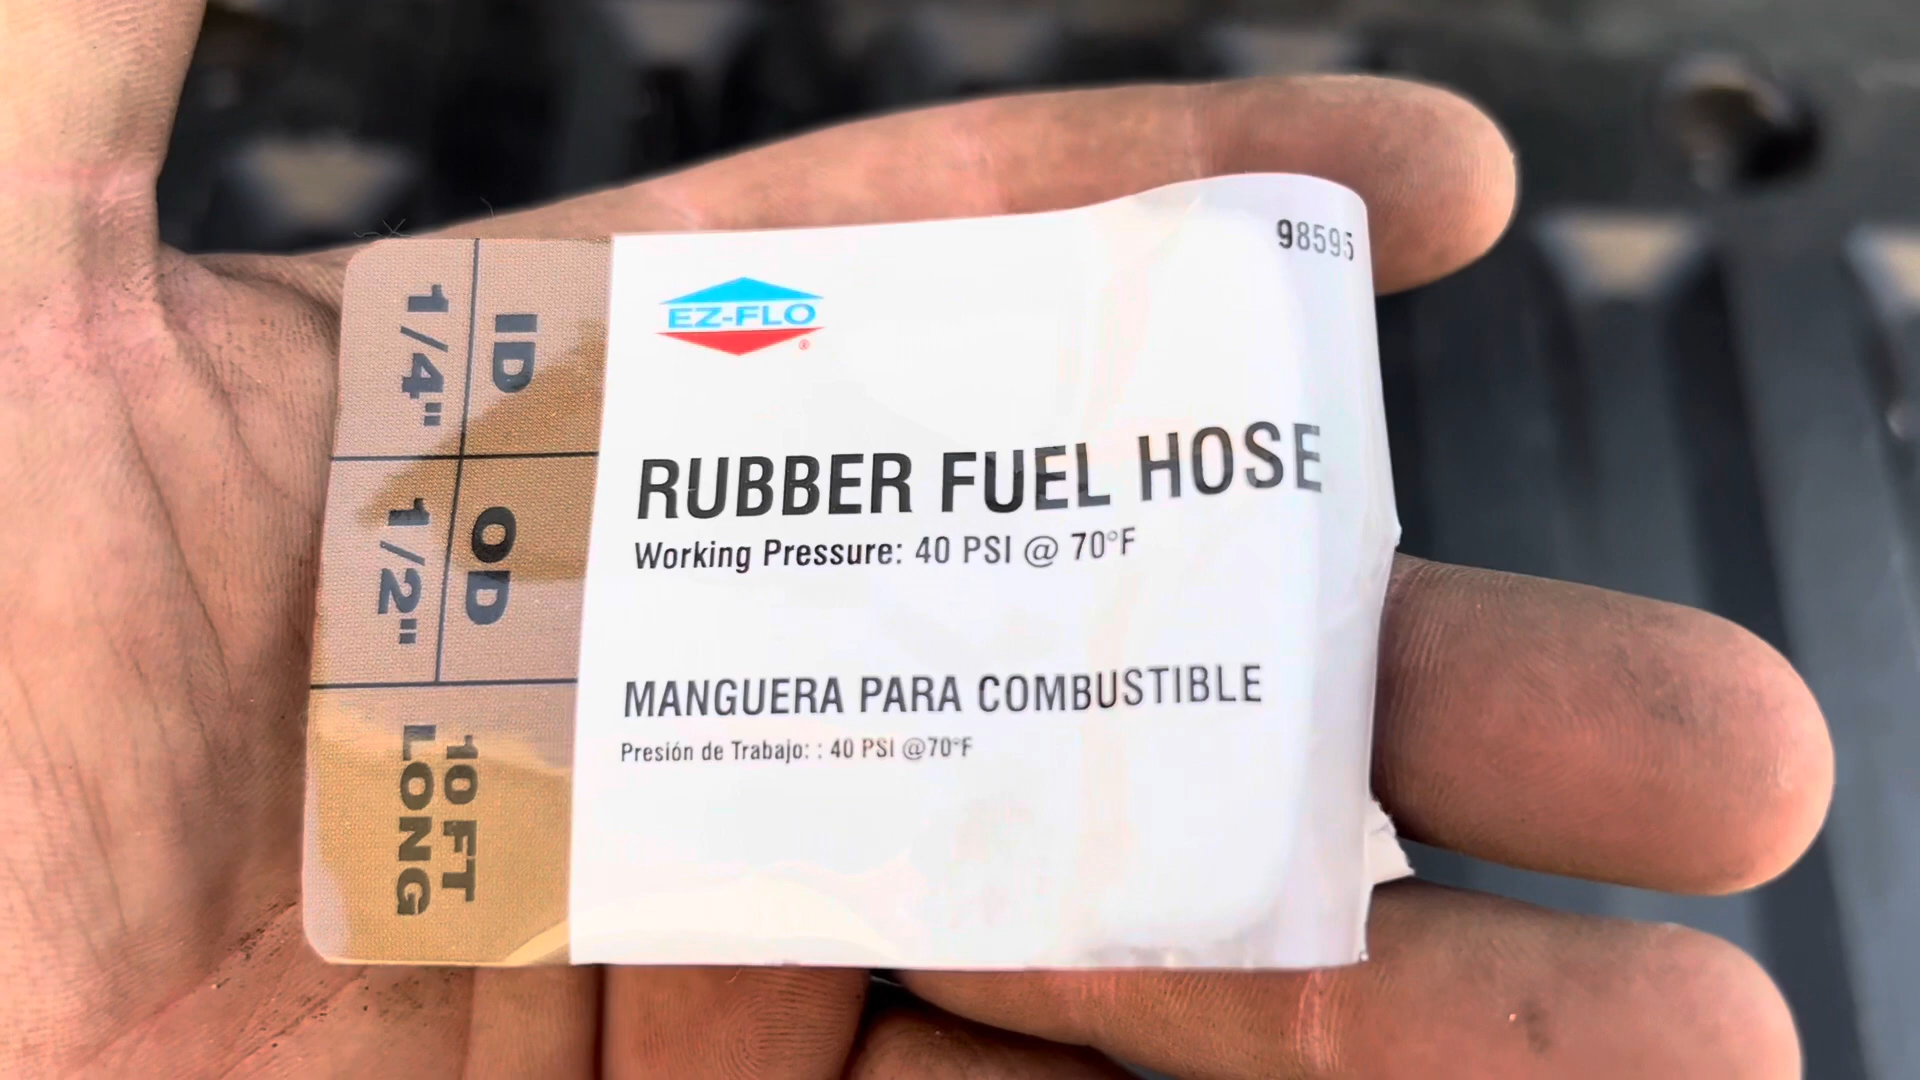 98595
EZ-FLO®
RUBBER FUEL HOSE
Working Pressure: 40 PSI @ 70°F
MANGUERA PARA COMBUSTIBLE
Presión de Trabajo: : 40 PSI @70°F
ID
1/4"
OD
1/2"
10 FT
LONG